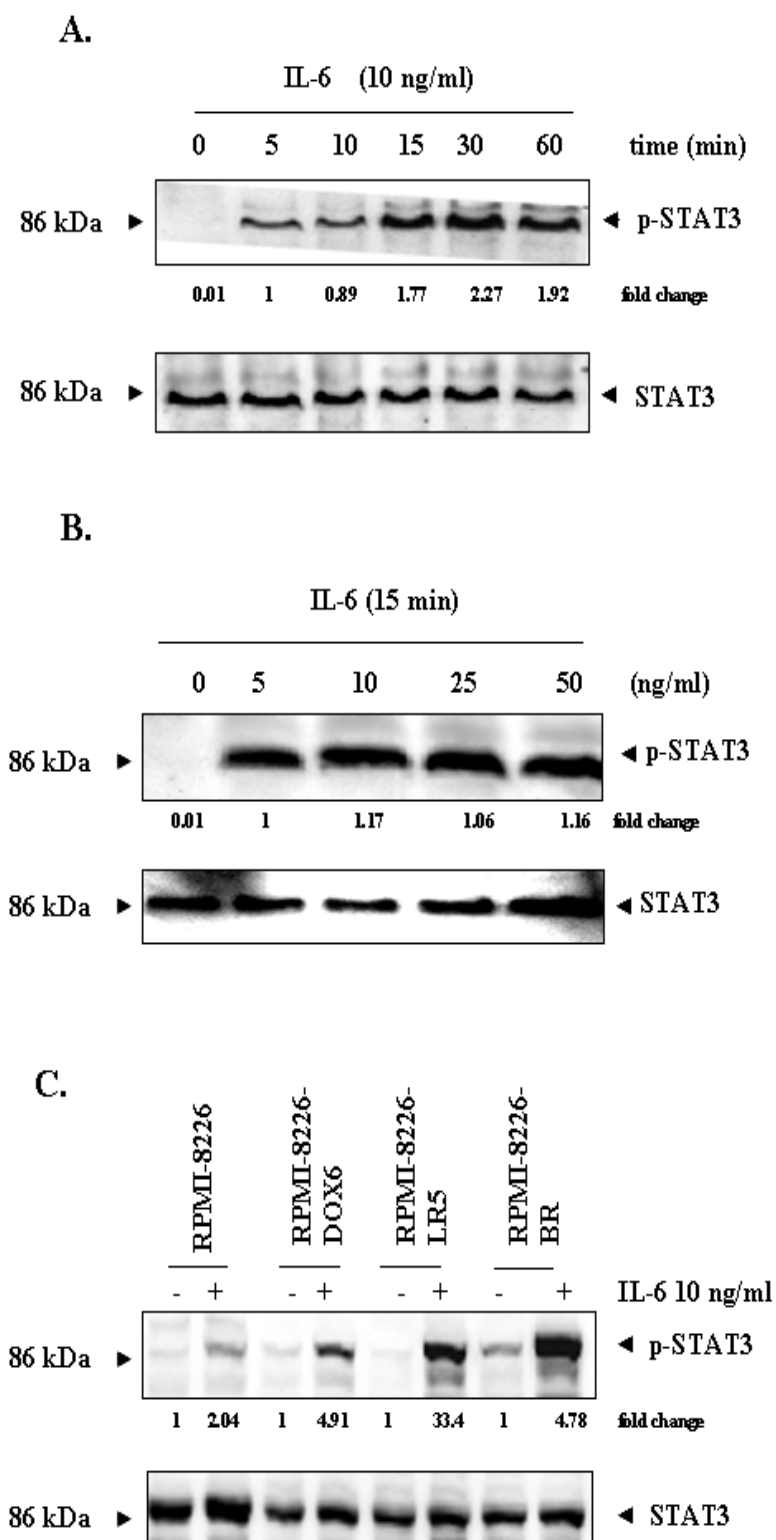 A.
IL-6 (10 ng/ml)
0 5 10 15 30 60 time (min)
86 kDa p-STAT3
0.01 1 0.89 1.77 2.27 1.92 fold change
86 kDa STAT3
B.
IL-6 (15 min)
0 5 10 25 50 (ng/ml)
86 kDa p-STAT3
0.01 1 1.17 1.06 1.16 fold change
86 kDa STAT3
C.
RPMII-8226
RPMII-8226-
DOX6
RPMII-8226-
LR5
RPMII-8226-
BR
- + - + - + - + IL-6 10 ng/ml
86 kDa p-STAT3
1 2.04 1 4.91 1 33.4 1 4.78 fold change
86 kDa STAT3